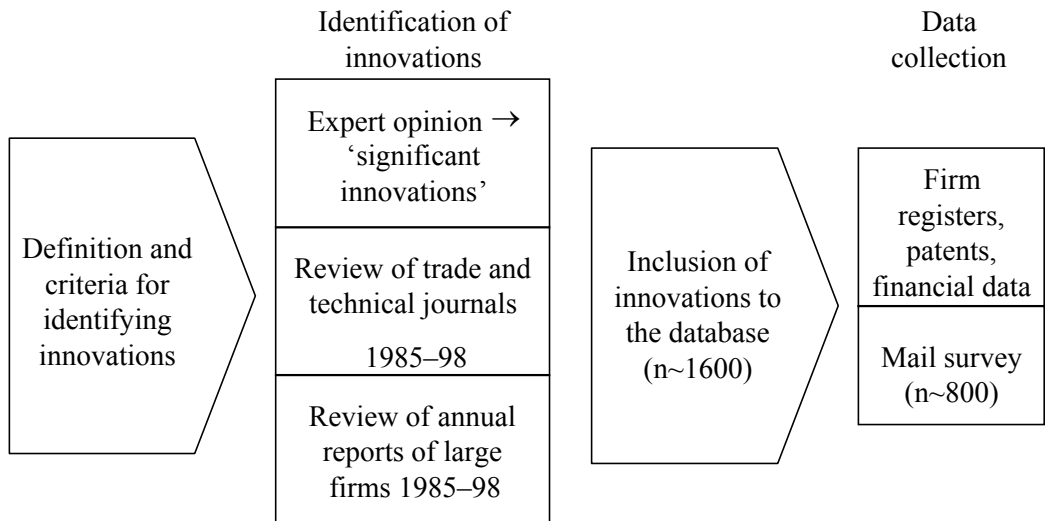 Definition and
criteria for
identifying
innovations
Identification of
innovations
Expert opinion →
‘significant
innovations’
Review of trade and
technical journals
1985–98
Review of annual
reports of large
firms 1985–98
Inclusion of
innovations to
the database
(n~1600)
Data
collection
Firm
registers,
patents,
financial data
Mail survey
(n~800)